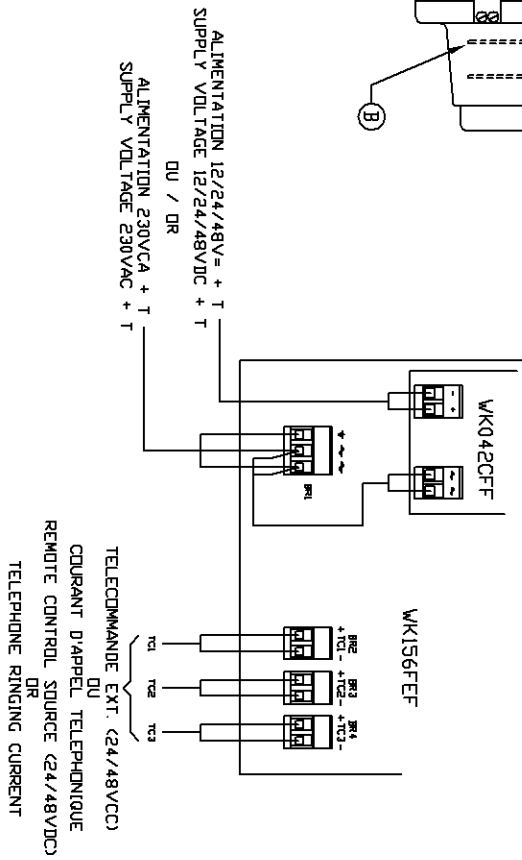 B
ALIMENTATION 12/24/48V= + T
SUPPLY VOLTAGE 12/24/48VDC + T
OU / OR
ALIMENTATION 230VCA + T
SUPPLY VOLTAGE 230VAC + T
WK042CFF
- +
~ ~
BR1
WK156FEF
BR2
+ TC1 -
BR3
+ TC2 -
BR4
+ TC3 -
TC1
TC2
TC3
TELECOMMANDE EXT. (24/48VCC)
OU
COURANT D'APPEL TELEPHONIQUE
REMOTE CONTROL SOURCE (24/48VDC)
OR
TELEPHONE RINGING CURRENT